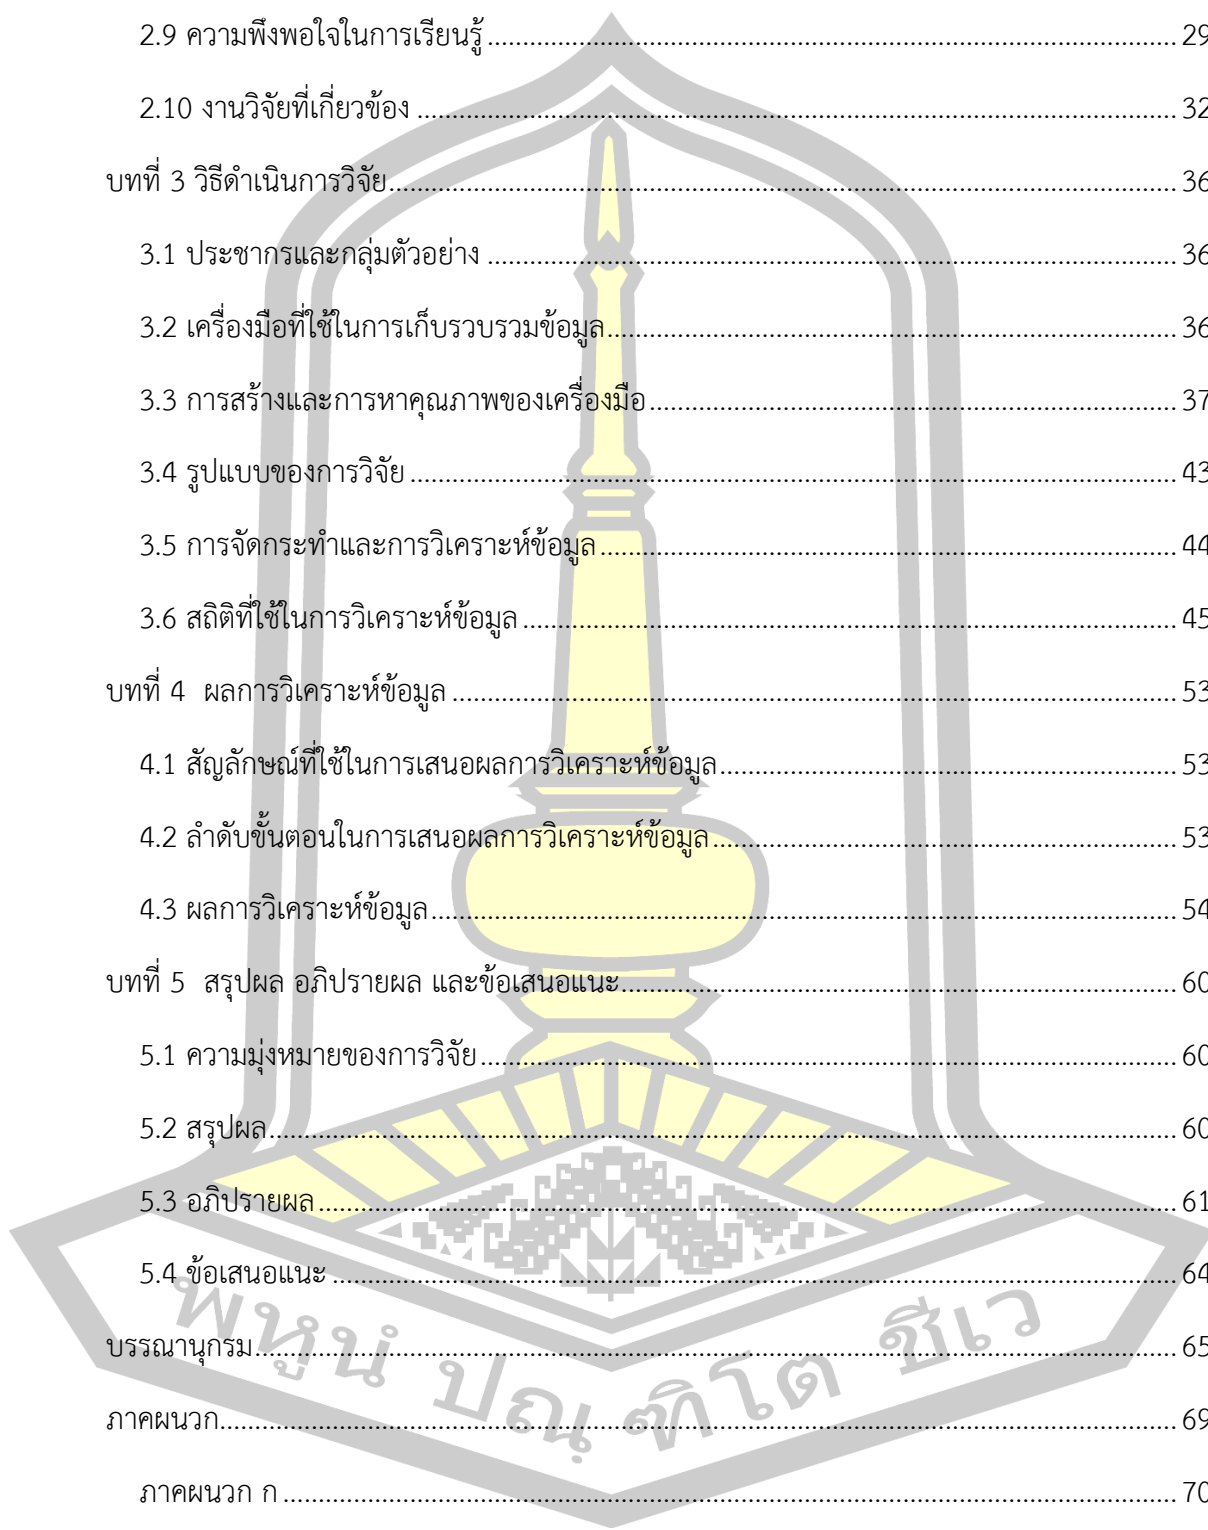 2.9 ความพึงพอใจในการเรียนรู้ ........ 29
2.10 งานวิจัยที่เกี่ยวข้อง ........ 32
บทที่ 3 วิธีดำเนินการวิจัย ........ 36
3.1 ประชากรและกลุ่มตัวอย่าง ........ 36
3.2 เครื่องมือที่ใช้ในการเก็บรวบรวมข้อมูล ........ 36
3.3 การสร้างและการหาคุณภาพของเครื่องมือ ........ 37
3.4 รูปแบบของการวิจัย ........ 43
3.5 การจัดกระทำและการวิเคราะห์ข้อมูล ........ 44
3.6 สถิติที่ใช้ในการวิเคราะห์ข้อมูล ........ 45
บทที่ 4 ผลการวิเคราะห์ข้อมูล ........ 53
4.1 สัญลักษณ์ที่ใช้ในการเสนอผลการวิเคราะห์ข้อมูล ........ 53
4.2 ลำดับขั้นตอนในการเสนอผลการวิเคราะห์ข้อมูล ........ 53
4.3 ผลการวิเคราะห์ข้อมูล ........ 54
บทที่ 5 สรุปผล อภิปรายผล และข้อเสนอแนะ ........ 60
5.1 ความมุ่งหมายของการวิจัย ........ 60
5.2 สรุปผล ........ 60
5.3 อภิปรายผล ........ 61
5.4 ข้อเสนอแนะ ........ 64
บรรณานุกรม ........ 65
ภาคผนวก ........ 69
ภาคผนวก ก ........ 70
พหูนํ ปณฺฑิโต ชีเว